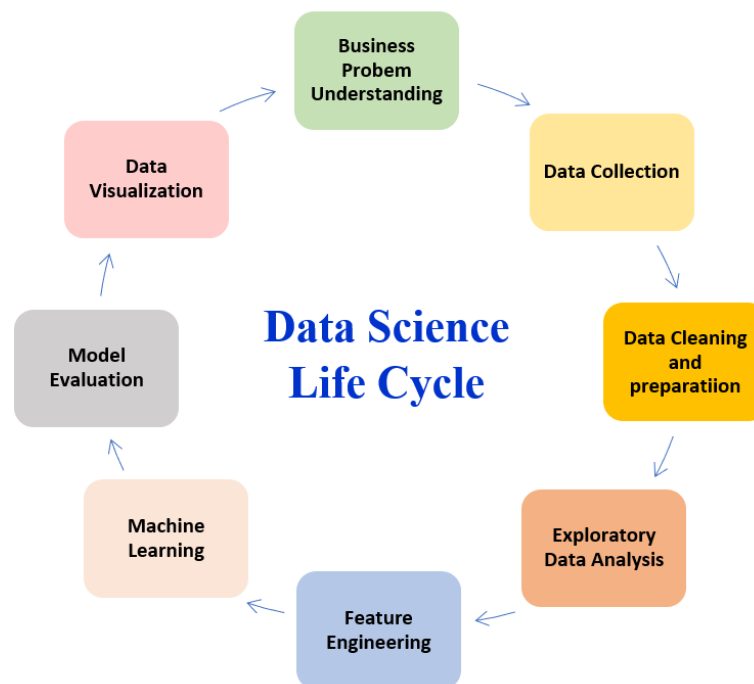 Business
Probem
Understanding
Data Collection
Data Cleaning
and
preparatiion
Exploratory
Data Analysis
Feature
Engineering
Machine
Learning
Model
Evaluation
Data
Visualization
Data Science
Life Cycle